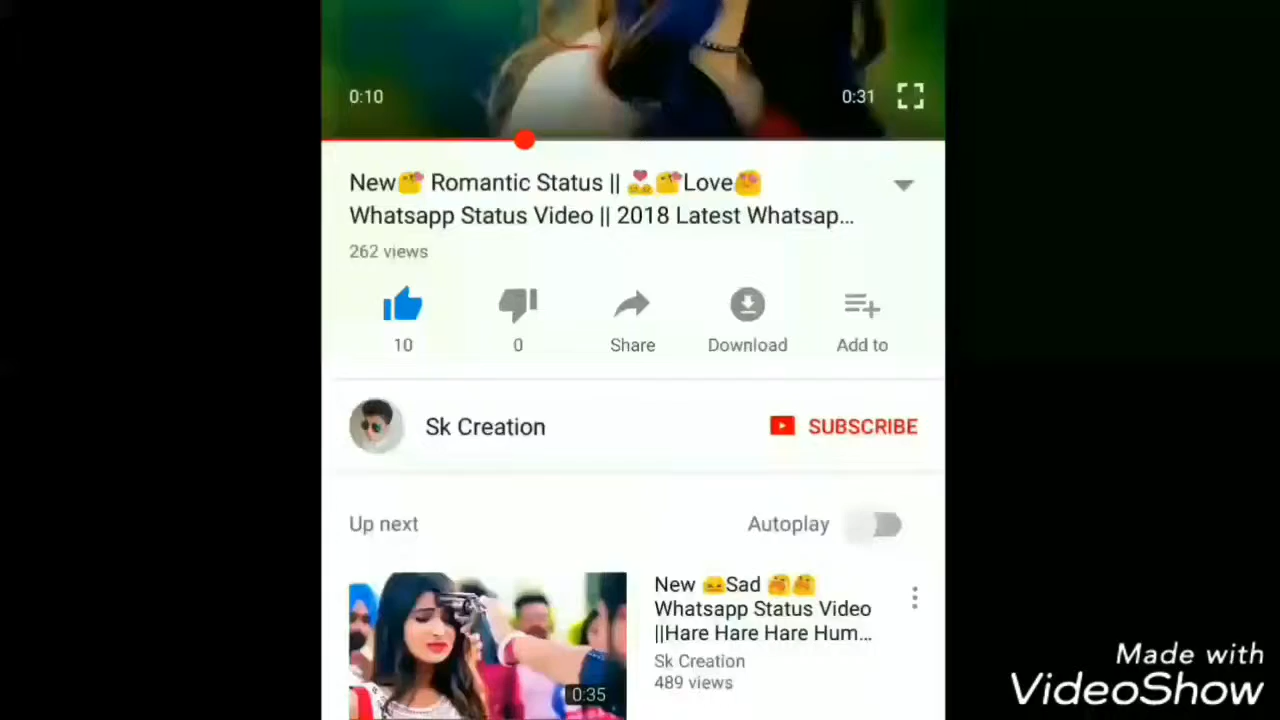 0:10
0:31
New😘 Romantic Status || 💑😘Love😍
Whatsapp Status Video || 2018 Latest Whatsap...
262 views
10
0
Share
Download
Add to
Sk Creation
SUBSCRIBE
Up next
Autoplay
New 😖Sad 😭😭
Whatsapp Status Video
||Hare Hare Hare Hum...
Sk Creation
489 views
0:35
Made with
VideoShow